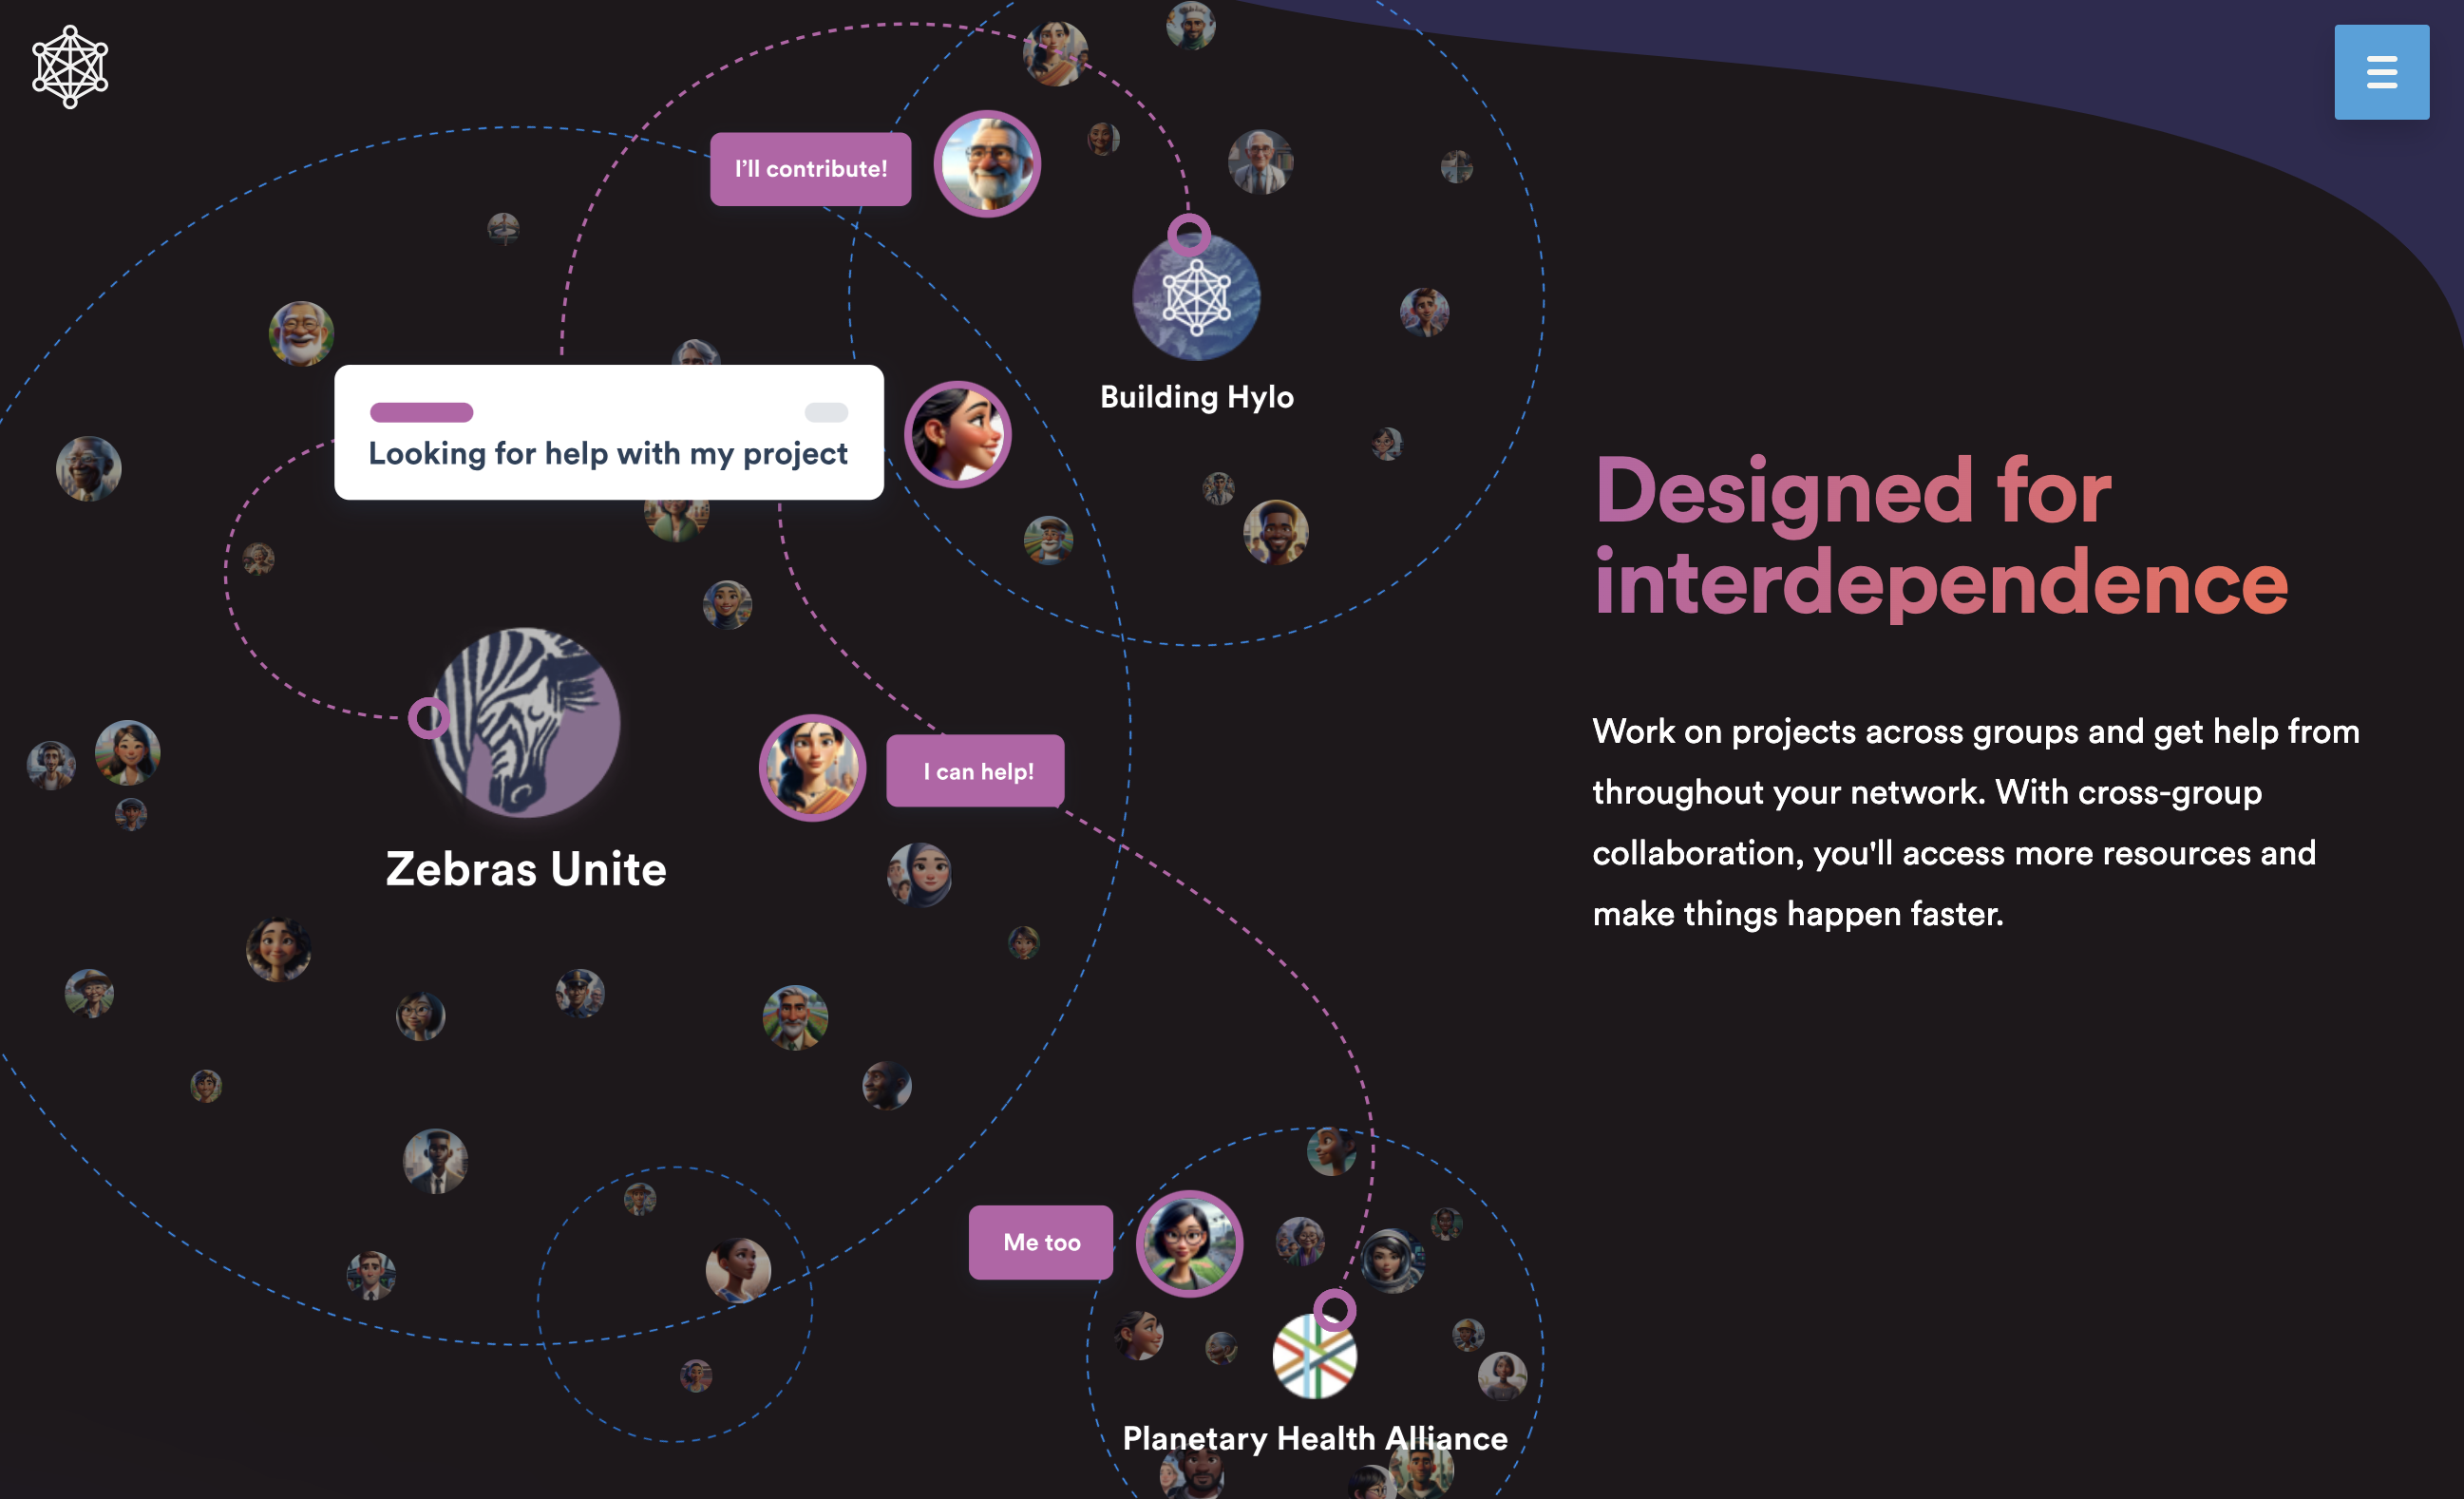 I'll contribute!
Building Hylo
Looking for help with my project
Zebras Unite
I can help!
Me too
Planetary Health Alliance
Designed for
interdependence
Work on projects across groups and get help from
throughout your network. With cross-group
collaboration, you'll access more resources and
make things happen faster.